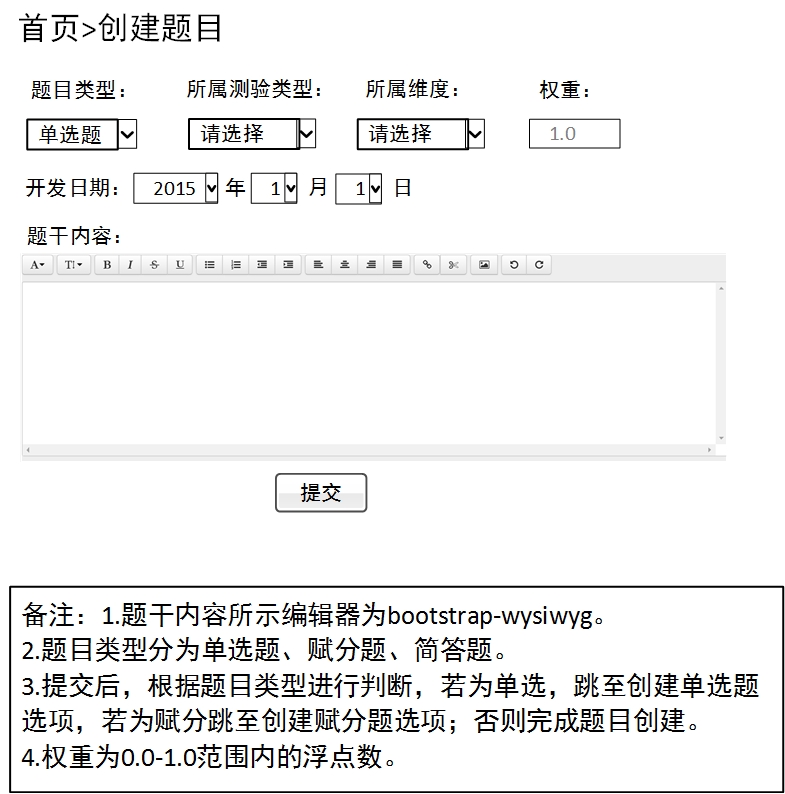 首页>创建题目
题目类型： 所属测验类型： 所属维度： 权重：
单选题 请选择 请选择 1.0
开发日期： 2015 年 1 月 1 日
题干内容：
A T B I S U
提交
备注：1.题干内容所示编辑器为bootstrap-wysiwyg。
2.题目类型分为单选题、赋分题、简答题。
3.提交后，根据题目类型进行判断，若为单选，跳至创建单选题
选项，若为赋分跳至创建赋分题选项；否则完成题目创建。
4.权重为0.0-1.0范围内的浮点数。